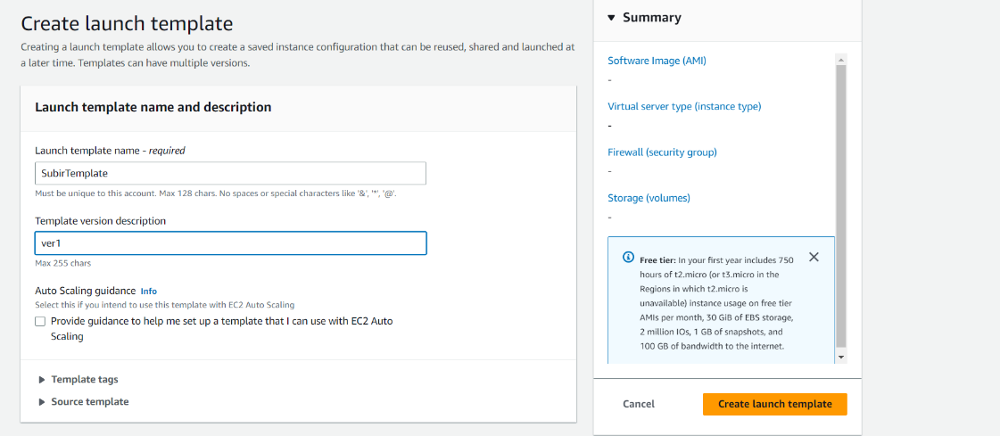 Create launch template
Creating a launch template allows you to create a saved instance configuration that can be reused, shared and launched at
a later time. Templates can have multiple versions.
Launch template name and description
Launch template name - required
SubirTemplate
Must be unique to this account. Max 128 chars. No spaces or special characters like '&', '*', '@'.
Template version description
ver1
Max 255 chars
Auto Scaling guidance Info
Select this if you intend to use this template with EC2 Auto Scaling
Provide guidance to help me set up a template that I can use with EC2 Auto
Scaling
Template tags
Source template
Summary
Software Image (AMI)
-
Virtual server type (instance type)
-
Firewall (security group)
-
Storage (volumes)
-
Free tier: In your first year includes 750
hours of t2.micro (or t3.micro in the
Regions in which t2.micro is
unavailable) instance usage on free tier
AMIs per month, 30 GiB of EBS storage,
2 million IOs, 1 GB of snapshots, and
100 GB of bandwidth to the internet.
Cancel
Create launch template